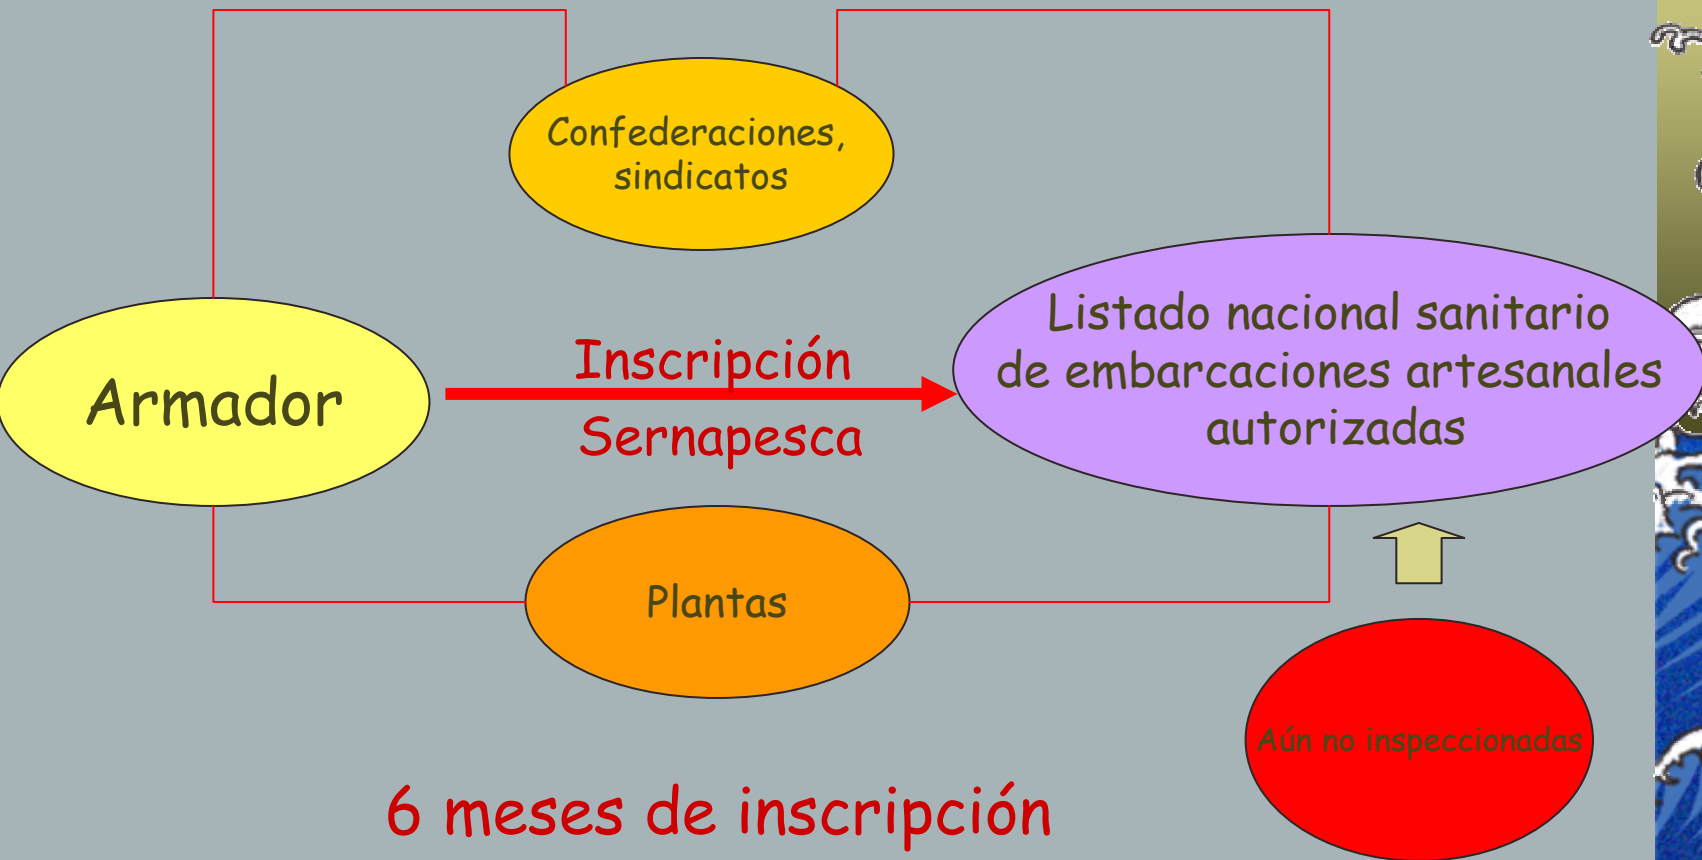 Confederaciones,
sindicatos
Armador
Inscripción
Sernapesca
Listado nacional sanitario
de embarcaciones artesanales
autorizadas
Plantas
Aún no inspeccionadas
6 meses de inscripción